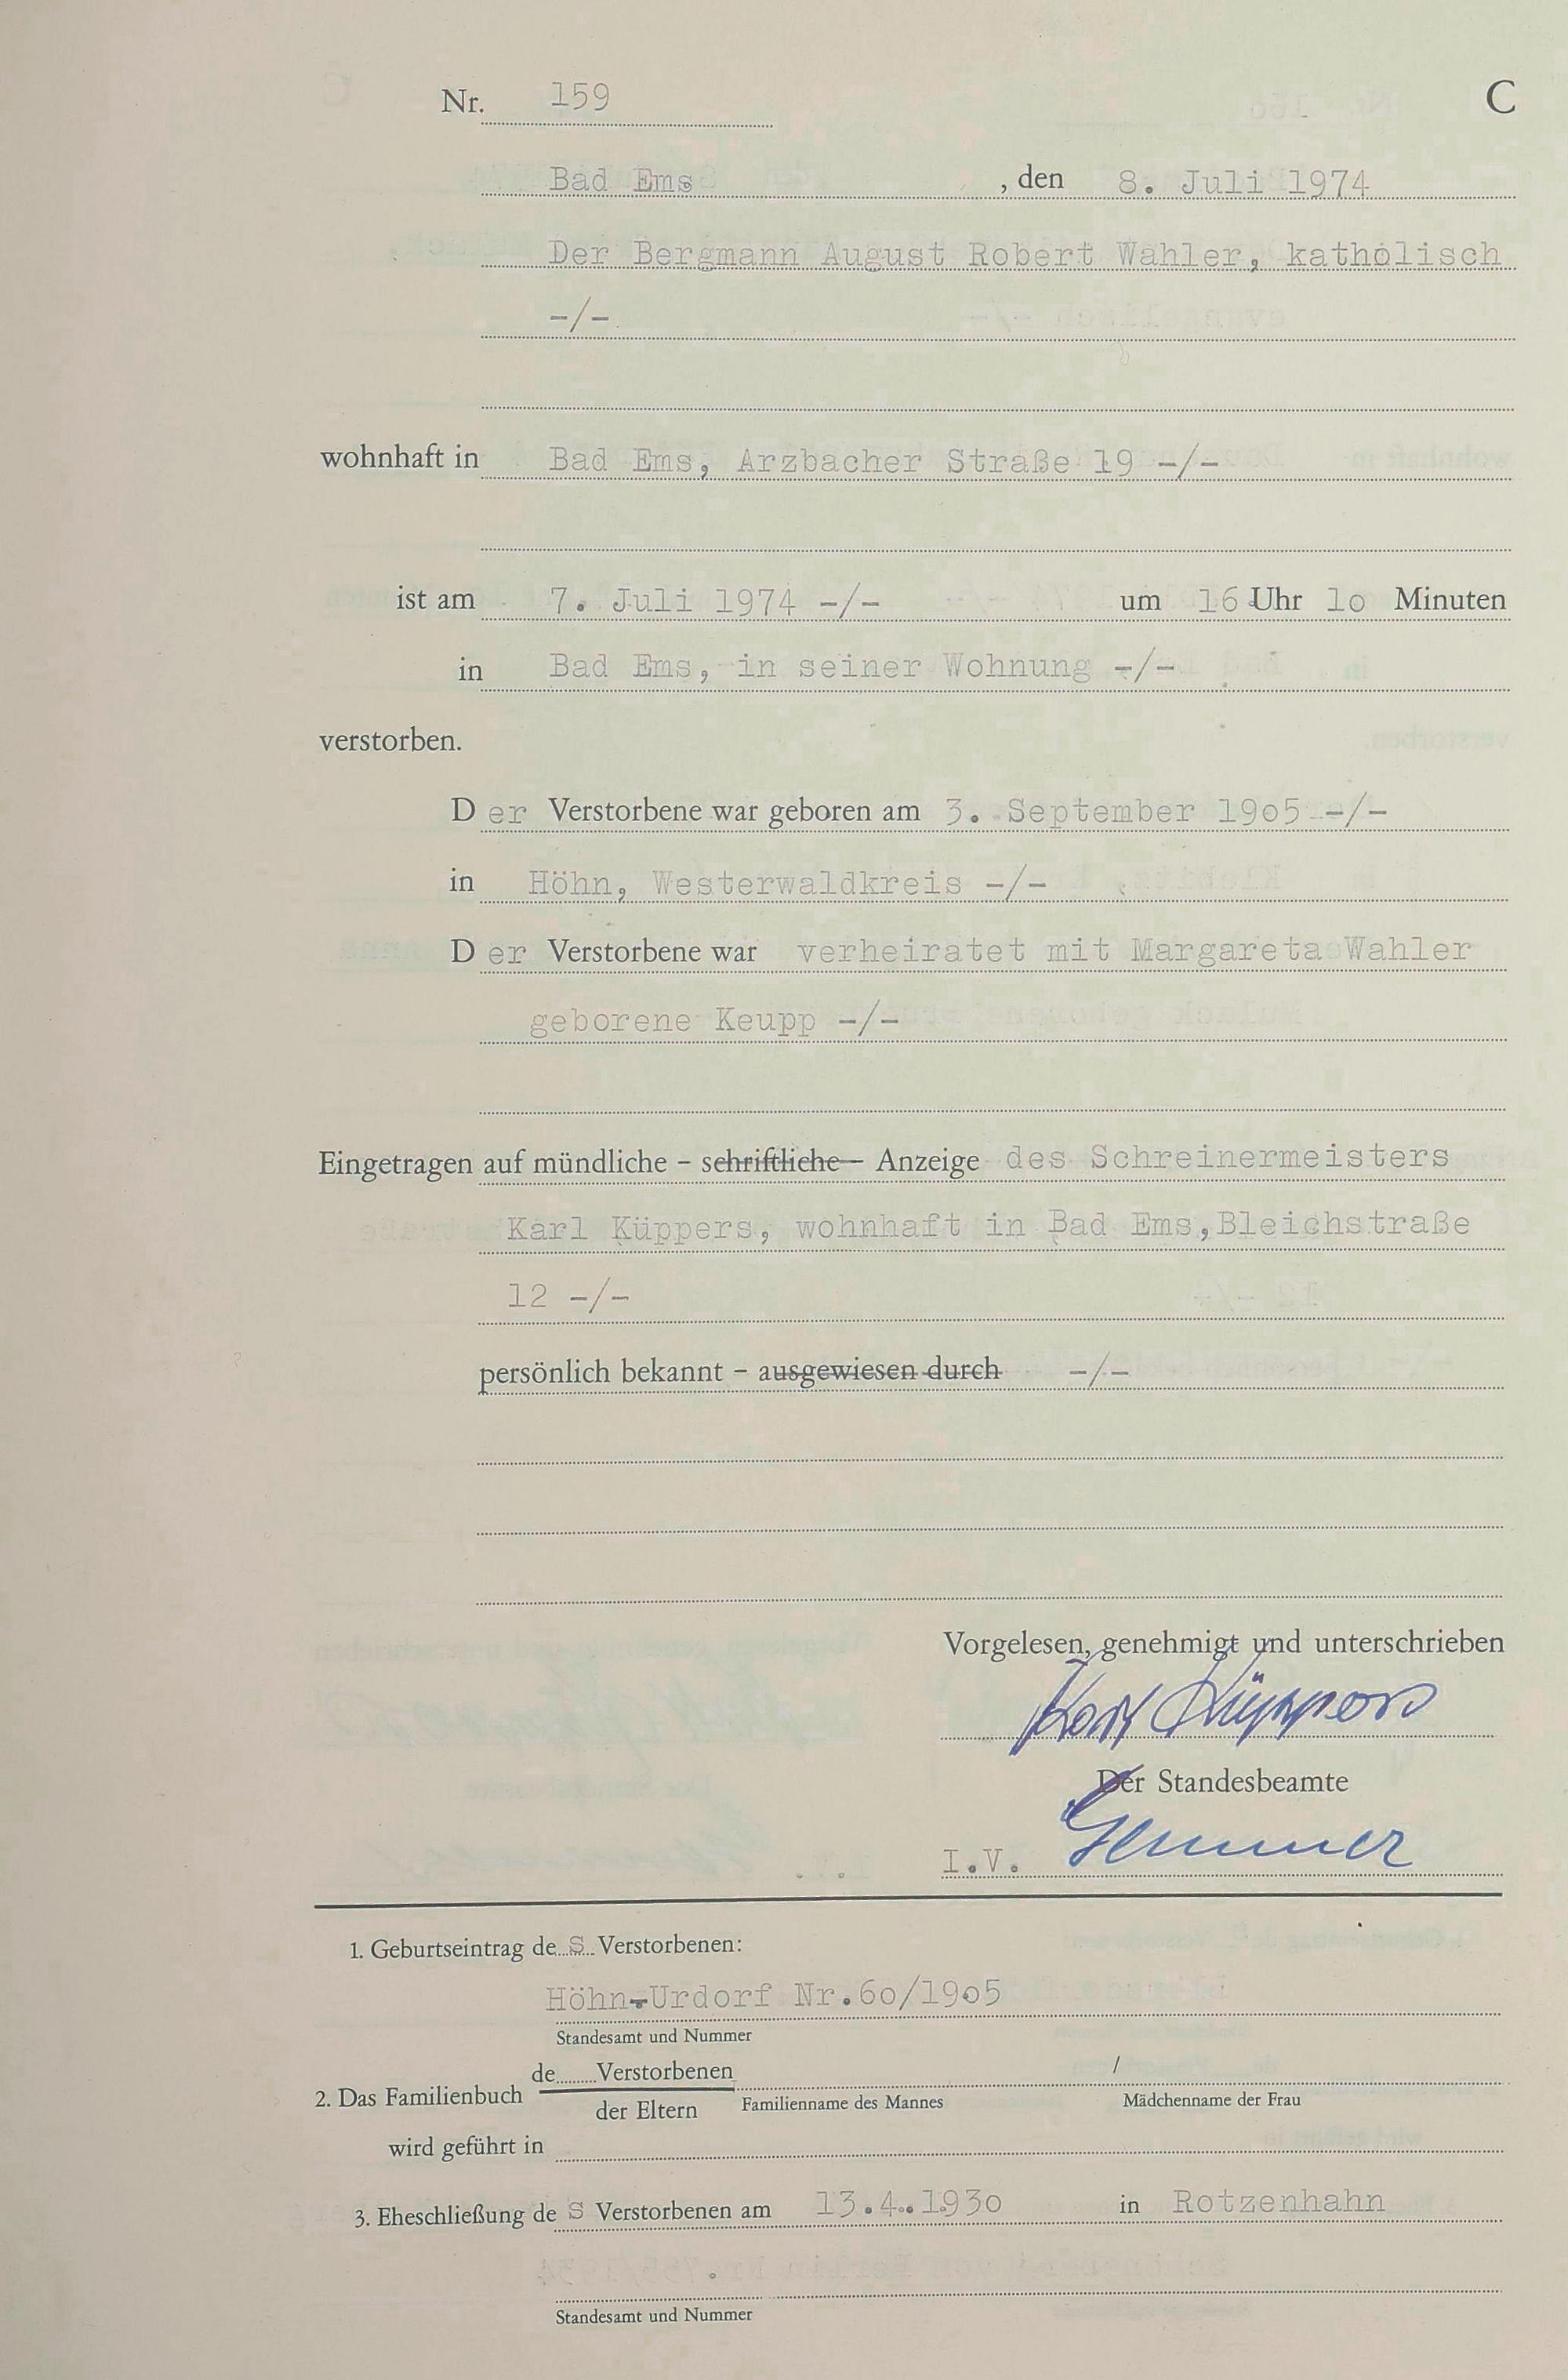 Nr. 159 C
Bad Ems , den 8. Juli 1974
Der Bergmann August Robert Wahler, katholisch
-/-
wohnhaft in Bad Ems, Arzbacher Straße 19 -/-
ist am 7. Juli 1974 -/- um 16 Uhr lo Minuten
in Bad Ems, in seiner Wohnung -/-
verstorben.
D er Verstorbene war geboren am 3. September 19o5 -/-
in Höhn, Westerwaldkreis -/-
D er Verstorbene war verheiratet mit Margareta Wahler
geborene Keupp -/-
Eingetragen auf mündliche - schriftliche - Anzeige des Schreinermeisters
Karl Küppers, wohnhaft in Bad Ems, Bleichstraße
12 -/-
persönlich bekannt - ausgewiesen durch -/-
Vorgelesen, genehmigt und unterschrieben
Karl Küppers
Der Standesbeamte
I.V.
1. Geburtseintrag de s Verstorbenen:
Höhn-Urdorf Nr.6o/19o5
Standesamt und Nummer
de Verstorbenen /
2. Das Familienbuch
der Eltern Familienname des Mannes Mädchenname der Frau
wird geführt in
3. Eheschließung de s Verstorbenen am 13.4.193o in Rotzenhahn
Standesamt und Nummer